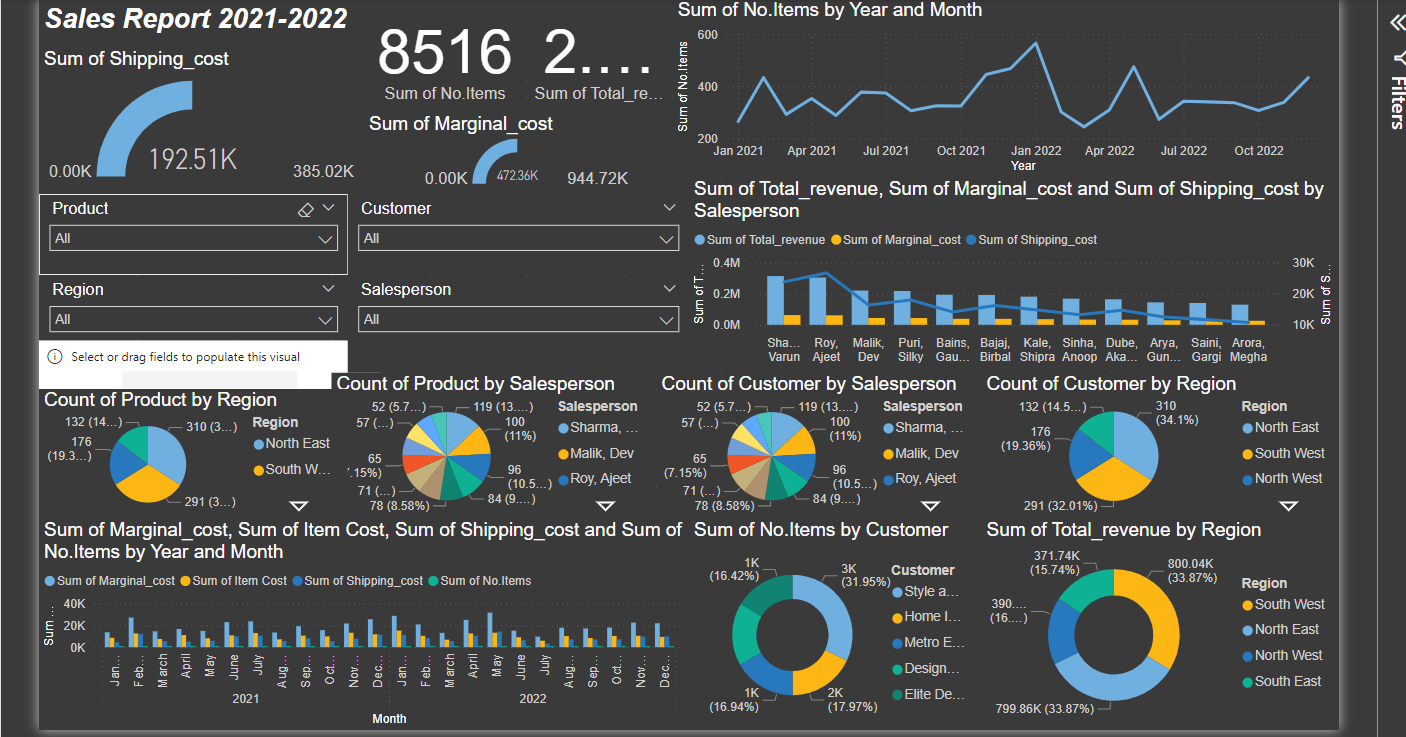 Sales Report 2021-2022
Sum of Shipping_cost
0.00K
192.51K
385.02K
8516
Sum of No.Items
2.…
Sum of Total_re…
Sum of Marginal_cost
0.00K
472.36K
944.72K
Sum of No.Items by Year and Month
Sum of No.Items
600
400
200
Jan 2021 Apr 2021 Jul 2021 Oct 2021 Jan 2022 Apr 2022 Jul 2022 Oct 2022
Year
Filters
Product
All
Customer
All
Region
All
Salesperson
All
Select or drag fields to populate this visual
Sum of Total_revenue, Sum of Marginal_cost and Sum of Shipping_cost by
Salesperson
Sum of Total_revenue Sum of Marginal_cost Sum of Shipping_cost
Sum of T…
0.4M
0.2M
0.0M
30K
20K
10K
Sum of S…
Sha… Roy, Malik, Puri, Bains, Bajaj, Kale, Sinha, Dube, Arya, Saini, Arora,
Varun Ajeet Dev Silky Gau… Birbal Shipra Anoop Aka… Gun… Gargi Megha
Count of Product by Region
132 (14…)
176
(19.3…)
310 (3…)
291 (3…)
Region
North East
South W…
Count of Product by Salesperson
52 (5.7…)
57 (…)
65
7.15%)
71 (…)
78 (8.58%)
119 (13.…)
100
(11%)
96
(10.5…)
84 (9.…)
Salesperson
Sharma, …
Malik, Dev
Roy, Ajeet
Count of Customer by Salesperson
52 (5.7…)
57 (…)
65
(7.15%)
71 (…)
78 (8.58%)
119 (13.…)
100
(11%)
96
(10.5…)
84 (9.…)
Salesperson
Sharma, …
Malik, Dev
Roy, Ajeet
Count of Customer by Region
132 (14.5…)
176
(19.36%)
310
(34.1%)
291 (32.01%)
Region
North East
South West
North West
Sum of Marginal_cost, Sum of Item Cost, Sum of Shipping_cost and Sum of
No.Items by Year and Month
Sum of Marginal_cost Sum of Item Cost Sum of Shipping_cost Sum of No.Items
Sum …
40K
20K
0K
Jan… Feb… March April May June July Aug… Sep… Oct… Nov… Dec… Jan… Feb… March April May June July Aug… Sep… Oct… Nov… Dec…
2021 2022
Month
Sum of No.Items by Customer
1K
(16.42%)
3K
(31.95%)
1K
(16.94%)
2K
(17.97%)
Customer
Style a…
Home I…
Metro E…
Design…
Elite De…
Sum of Total_revenue by Region
371.74K
(15.74%)
800.04K
(33.87%)
390.…
(16.…)
799.86K (33.87%)
Region
South West
North East
North West
South East